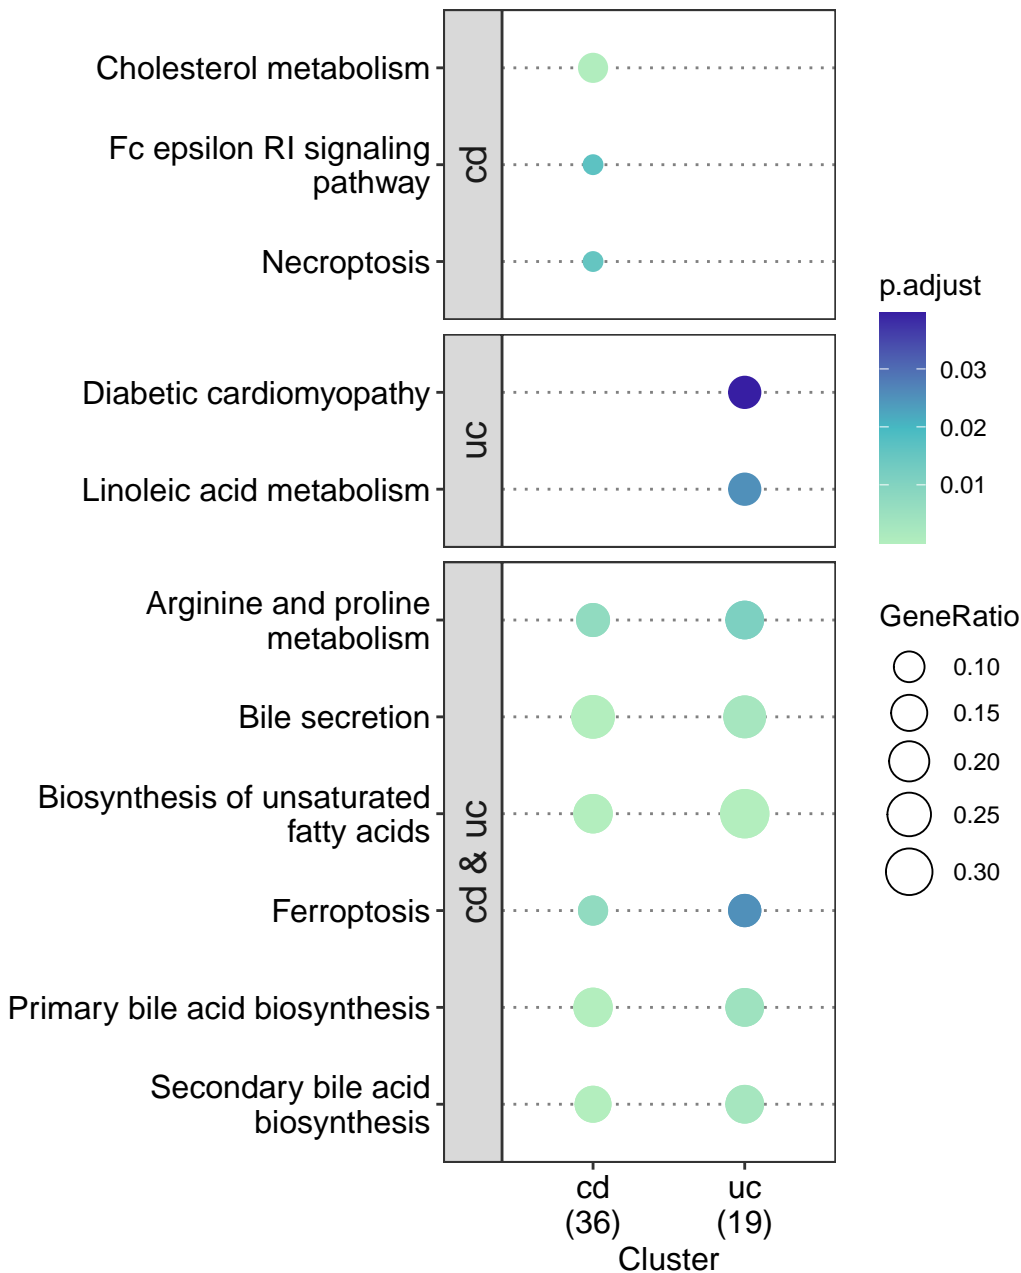 Cholesterol metabolism
Fc epsilon RI signaling
pathway
Necroptosis
cd
Diabetic cardiomyopathy
Linoleic acid metabolism
uc
Arginine and proline
metabolism
Bile secretion
Biosynthesis of unsaturated
fatty acids
Ferroptosis
Primary bile acid biosynthesis
Secondary bile acid
biosynthesis
cd & uc
cd
(36)
uc
(19)
Cluster
p.adjust
0.03
0.02
0.01
GeneRatio
0.10
0.15
0.20
0.25
0.30